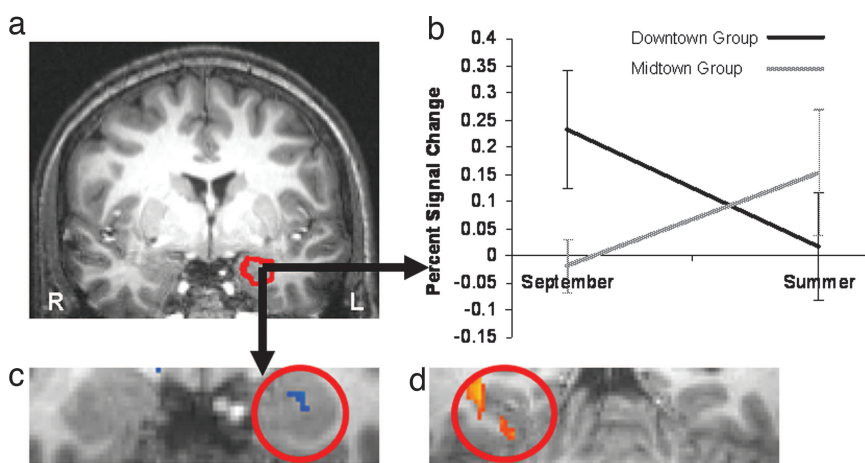 a
R
L
b
Percent Signal Change
0.4
0.35
0.3
0.25
0.2
0.15
0.1
0.05
0
-0.05
-0.1
0.15
Downtown Group
Midtown Group
September
Summer
c
d